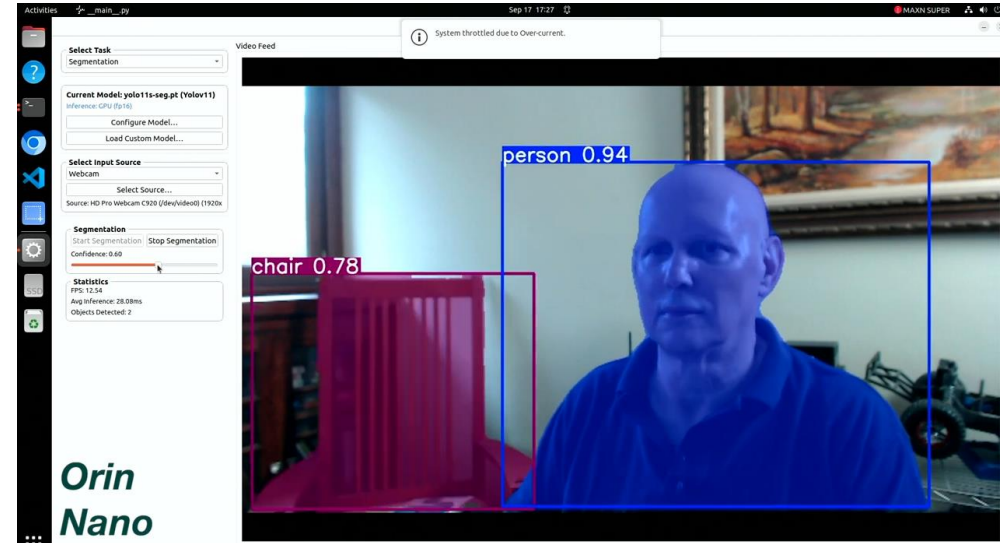 Activities
__main__.py
Sep 17 17:27
MAXN SUPER
System throttled due to Over-current.
Select Task
Segmentation
Video Feed
Current Model: yolo11s-seg.pt (Yolov11)
Inference: GPU (fp16)
Configure Model...
Load Custom Model...
Select Input Source
Webcam
Select Source...
Source: HD Pro Webcam C920 (/dev/video0) (1920x
Segmentation
Start Segmentation
Stop Segmentation
Confidence: 0.60
Statistics
FPS: 12.54
Avg Inference: 28.08ms
Objects Detected: 2
person 0.94
chair 0.78
SSD
Orin
Nano